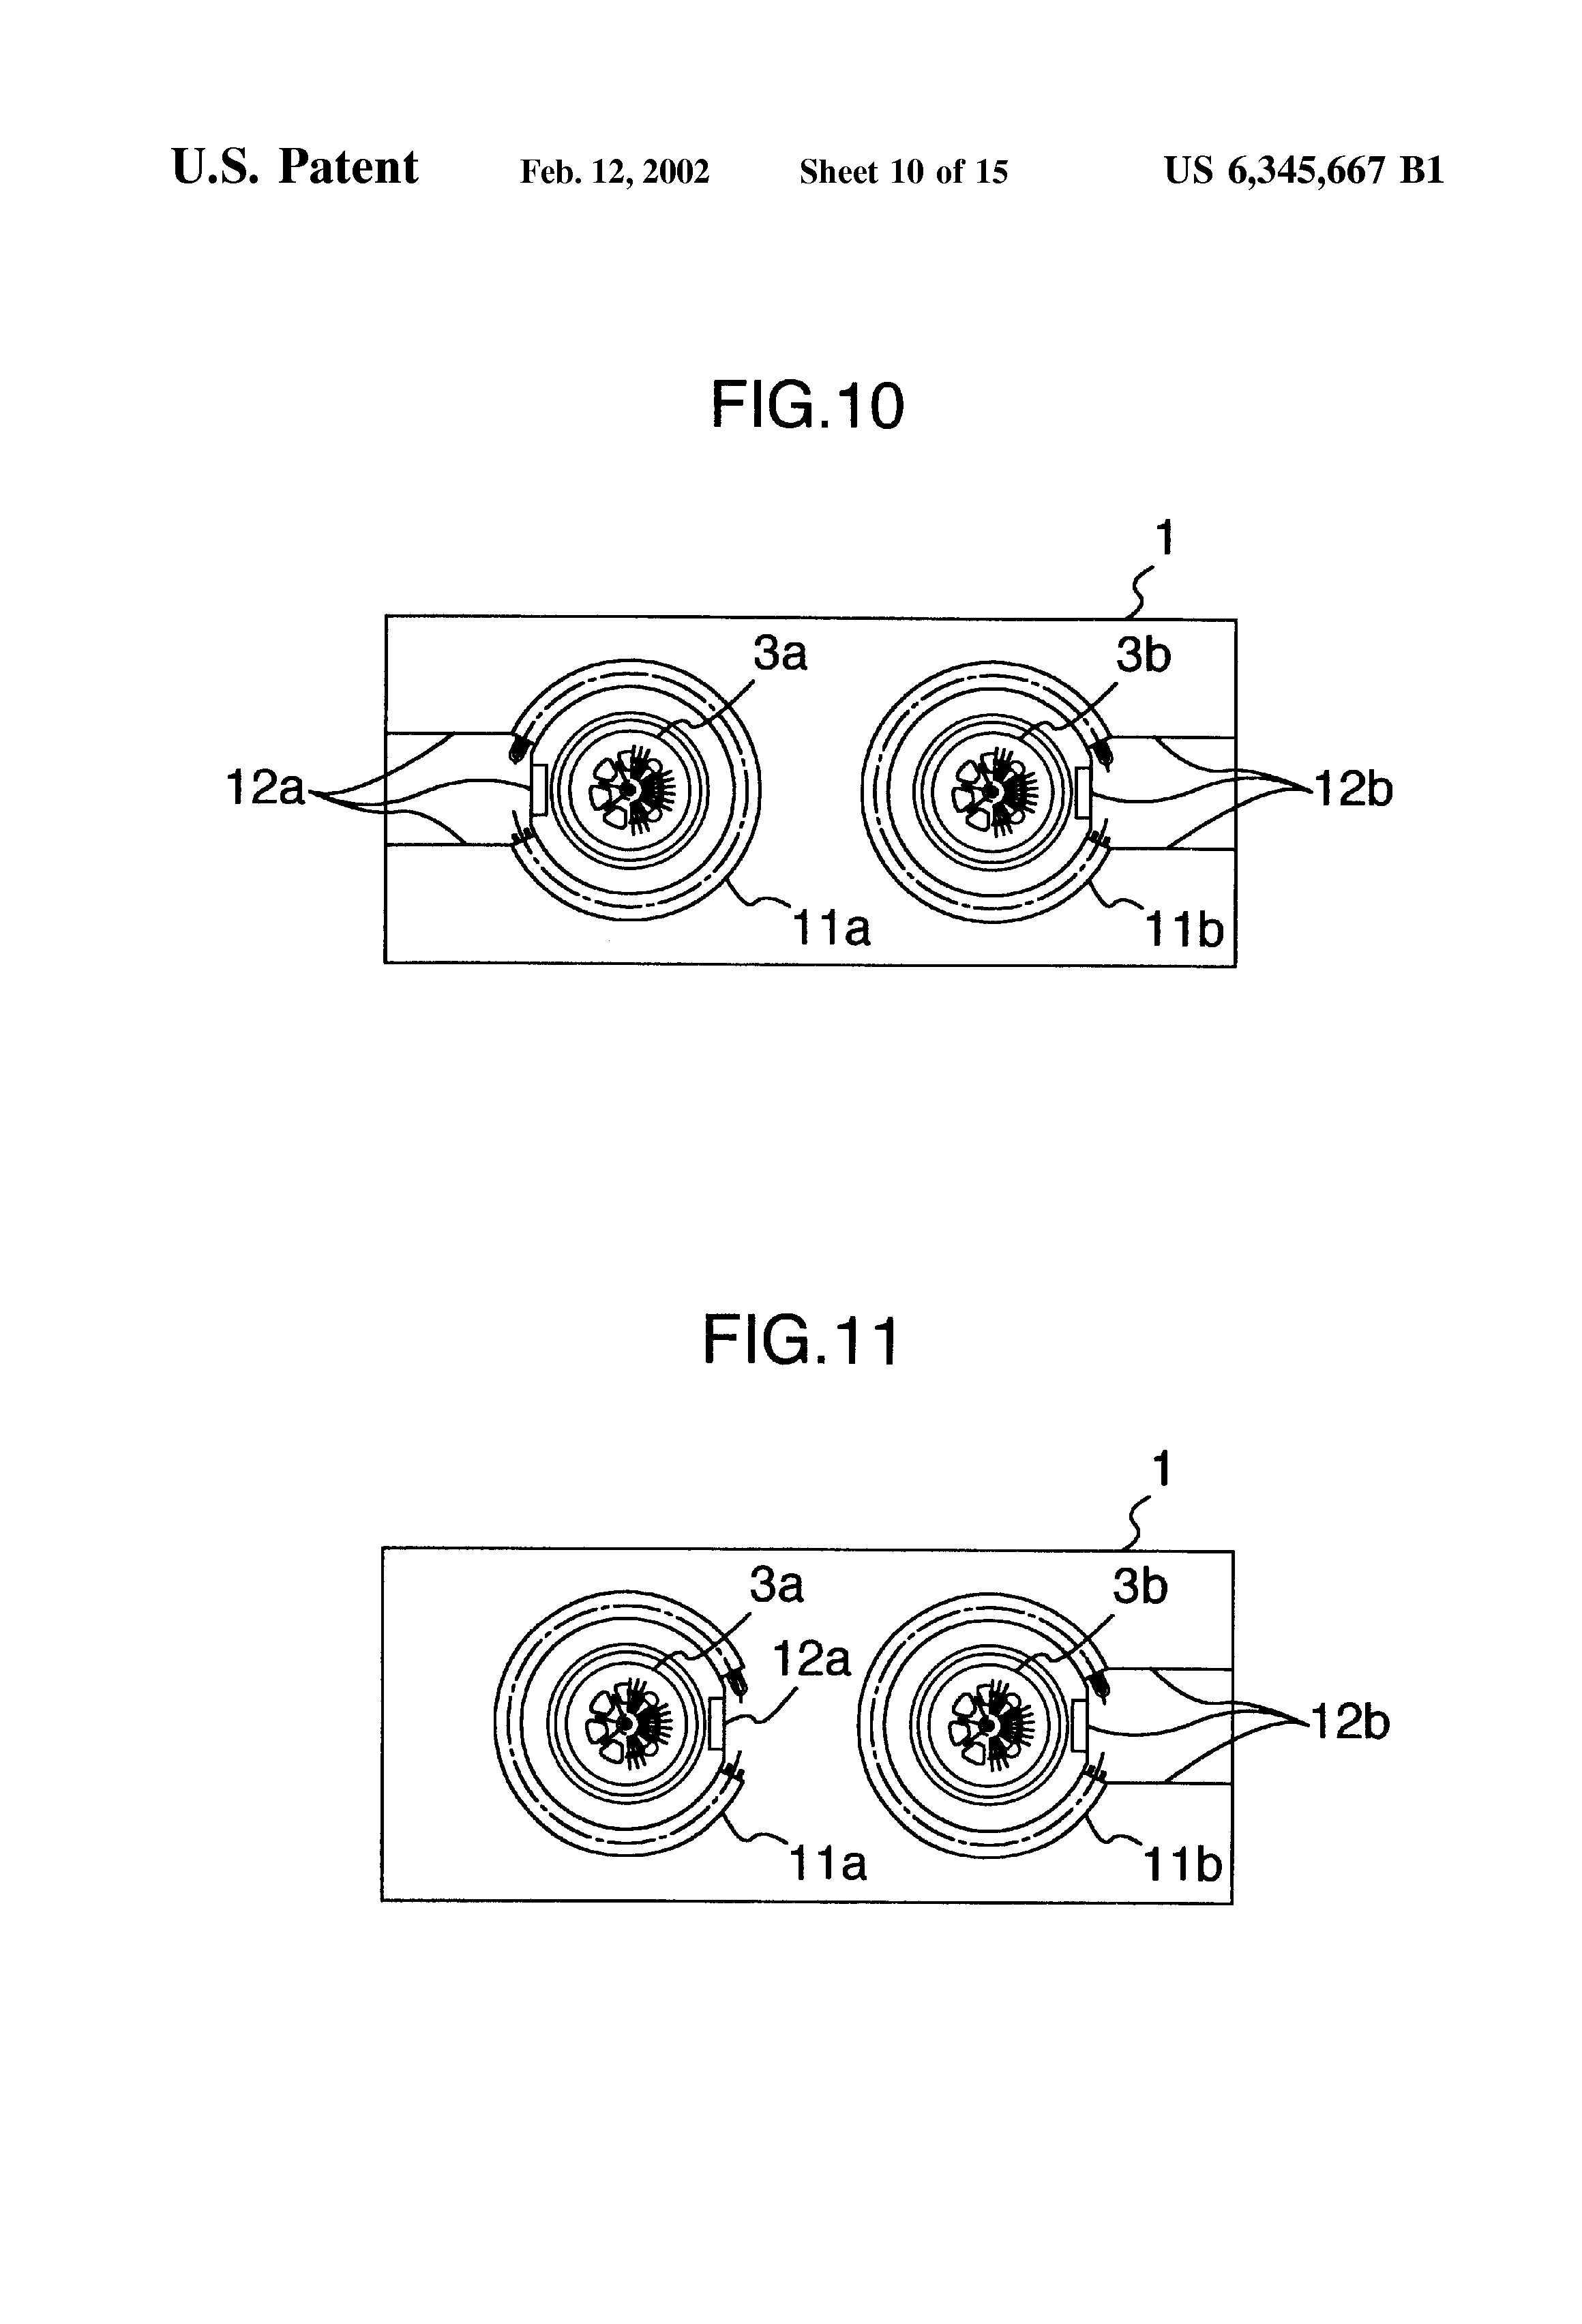 U.S. Patent Feb. 12, 2002 Sheet 10 of 15 US 6,345,667 B1
FIG.10
1
3a 3b
12a 12b
11a 11b
FIG.11
1
3a 3b
12a
12b
11a 11b